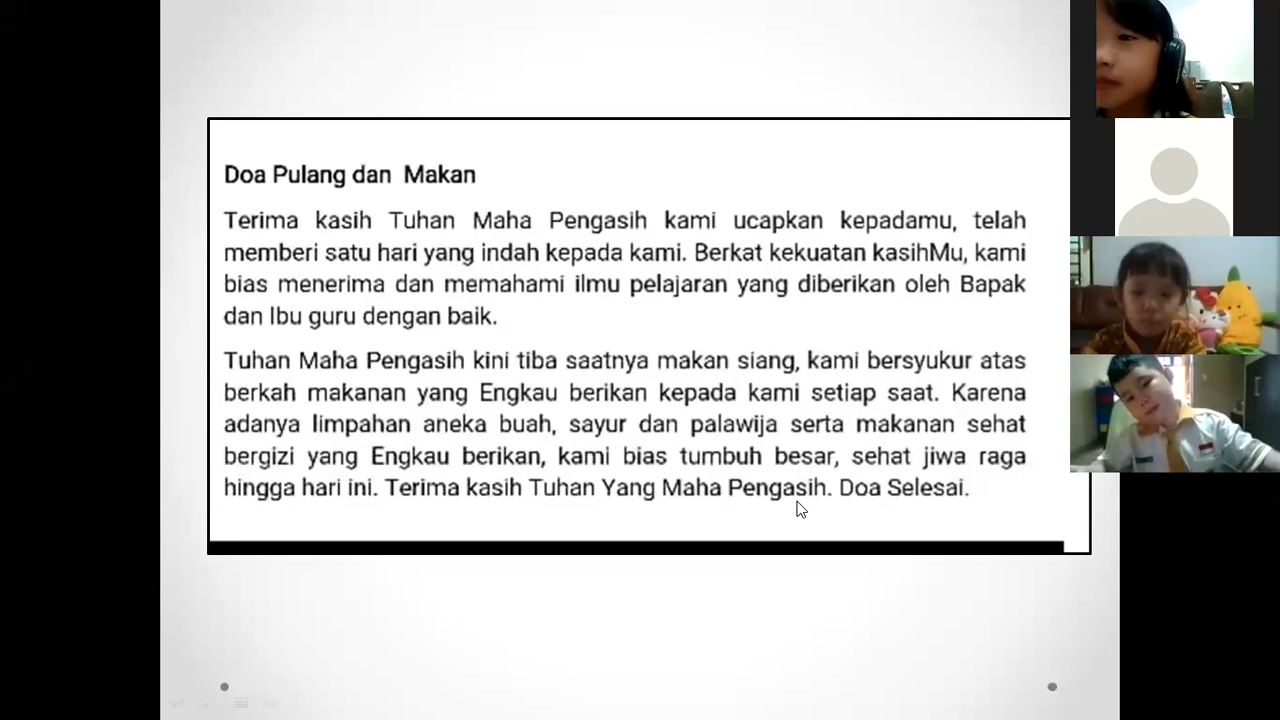 Doa Pulang dan Makan
Terima kasih Tuhan Maha Pengasih kami ucapkan kepadamu, telah
memberi satu hari yang indah kepada kami. Berkat kekuatan kasihMu, kami
bias menerima dan memahami ilmu pelajaran yang diberikan oleh Bapak
dan Ibu guru dengan baik.
Tuhan Maha Pengasih kini tiba saatnya makan siang, kami bersyukur atas
berkah makanan yang Engkau berikan kepada kami setiap saat. Karena
adanya limpahan aneka buah, sayur dan palawija serta makanan sehat
bergizi yang Engkau berikan, kami bias tumbuh besar, sehat jiwa raga
hingga hari ini. Terima kasih Tuhan Yang Maha Pengasih. Doa Selesai.